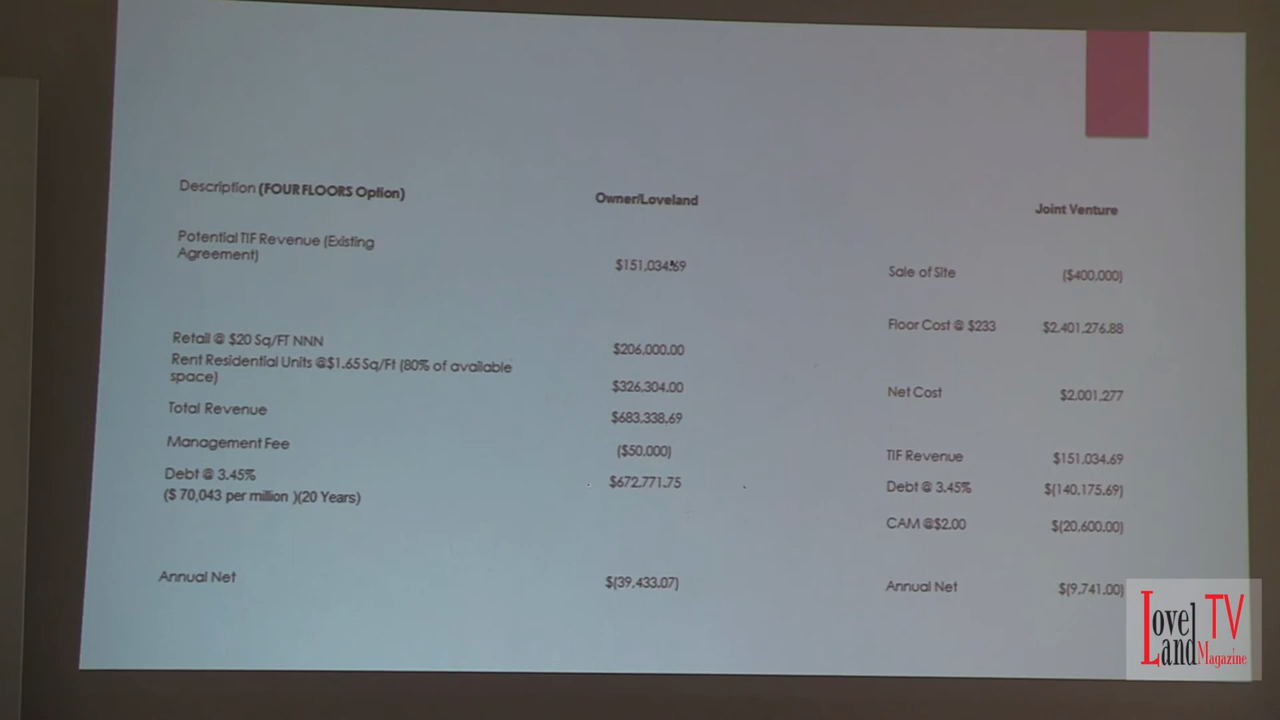 Description (FOUR FLOORS Option)
Owner/Loveland
Joint Venture
Potential TIF Revenue (Existing
Agreement)
$151,034.69
Sale of Site
($400,000)
Floor Cost @ $233
$2,401,276.88
Retail @ $20 Sq/FT NNN
$206,000.00
Rent Residential Units @$1.65 Sq/Ft (80% of available
space)
$326,304.00
Net Cost
$2,001,277
Total Revenue
$683,338.69
Management Fee
($50,000)
TIF Revenue
$151,034.69
Debt @ 3.45%
($ 70,043 per million )(20 Years)
$672,771.75
Debt @ 3.45%
$(140,175.69)
CAM @$2.00
$(20,600.00)
Annual Net
$(39,433.07)
Annual Net
$(9,741.00)
LoveLand TV
Magazine